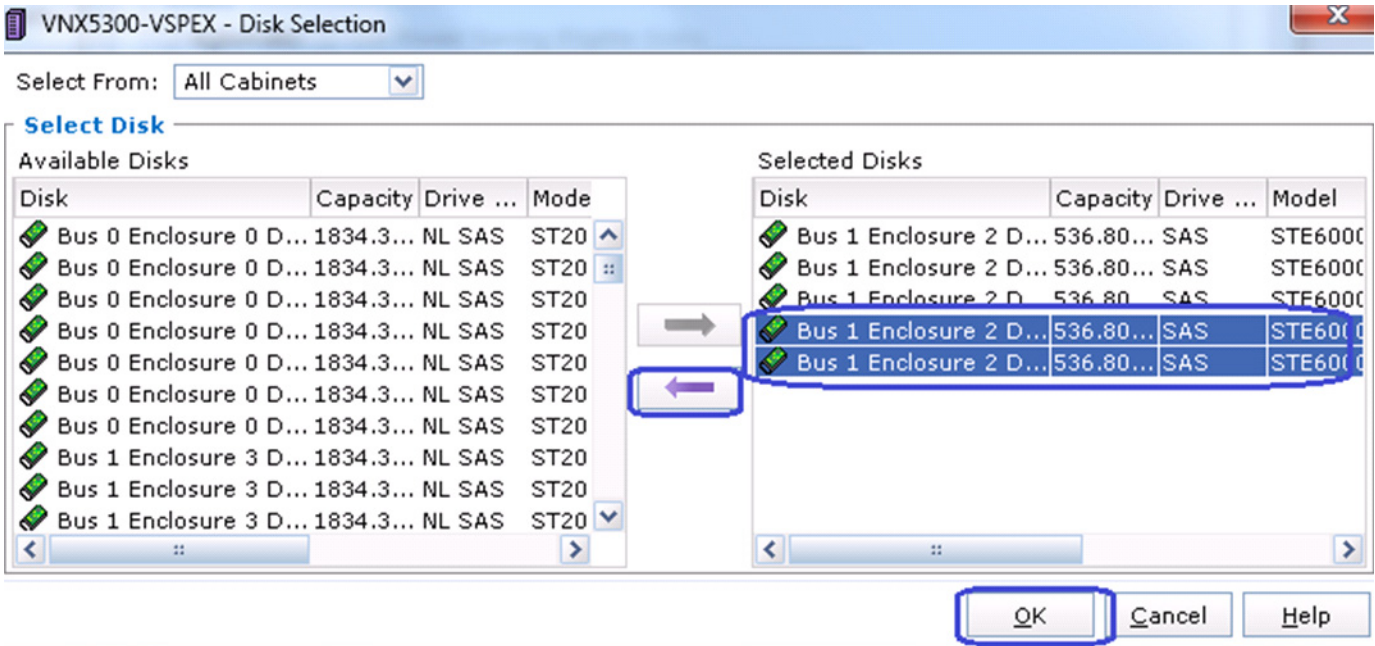 VNX5300-VSPEX - Disk Selection
Select From: All Cabinets
Select Disk
Available Disks
Disk Capacity Drive ... Mode
Bus 0 Enclosure 0 D... 1834.3... NL SAS ST20
Bus 0 Enclosure 0 D... 1834.3... NL SAS ST20
Bus 0 Enclosure 0 D... 1834.3... NL SAS ST20
Bus 0 Enclosure 0 D... 1834.3... NL SAS ST20
Bus 0 Enclosure 0 D... 1834.3... NL SAS ST20
Bus 0 Enclosure 0 D... 1834.3... NL SAS ST20
Bus 0 Enclosure 0 D... 1834.3... NL SAS ST20
Bus 1 Enclosure 3 D... 1834.3... NL SAS ST20
Bus 1 Enclosure 3 D... 1834.3... NL SAS ST20
Bus 1 Enclosure 3 D... 1834.3... NL SAS ST20
Selected Disks
Disk Capacity Drive ... Model
Bus 1 Enclosure 2 D... 536.80... SAS STE6000
Bus 1 Enclosure 2 D... 536.80... SAS STE6000
Bus 1 Enclosure 2 D... 536.80... SAS STE6000
Bus 1 Enclosure 2 D... 536.80... SAS STE6000
Bus 1 Enclosure 2 D... 536.80... SAS STE6000
OK Cancel Help